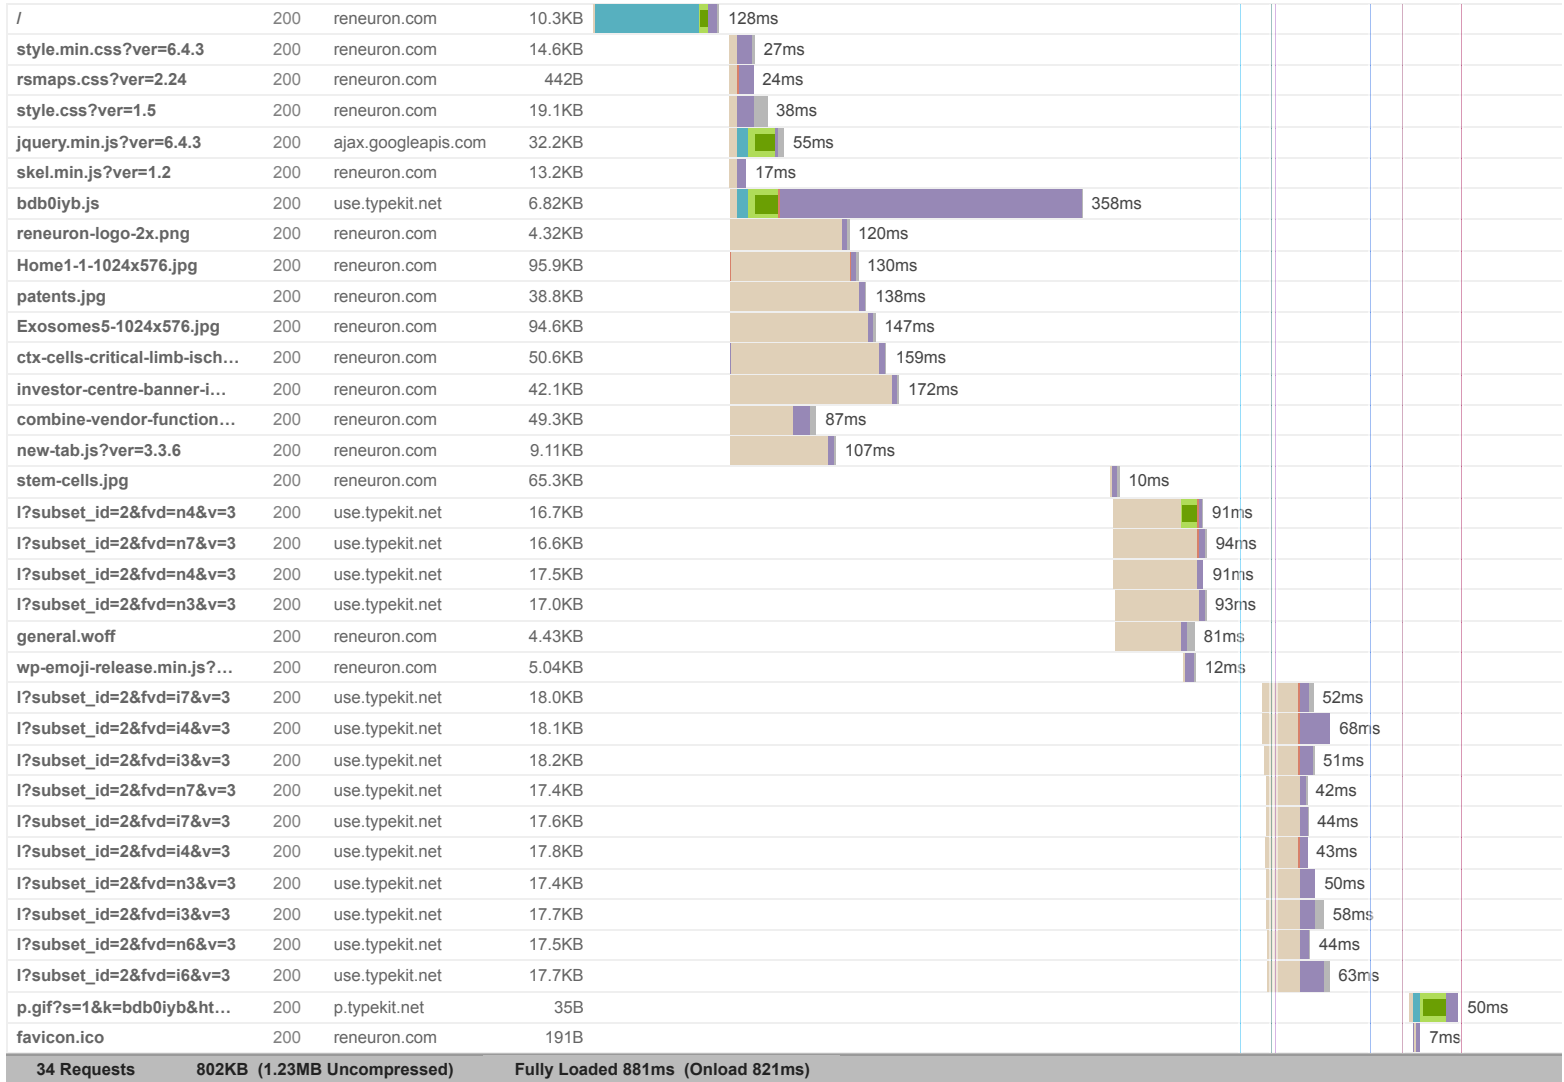 / 200 reneuron.com 10.3KB 128ms
style.min.css?ver=6.4.3 200 reneuron.com 14.6KB 27ms
rsmaps.css?ver=2.24 200 reneuron.com 442B 24ms
style.css?ver=1.5 200 reneuron.com 19.1KB 38ms
jquery.min.js?ver=6.4.3 200 ajax.googleapis.com 32.2KB 55ms
skel.min.js?ver=1.2 200 reneuron.com 13.2KB 17ms
bdb0iyb.js 200 use.typekit.net 6.82KB 358ms
reneuron-logo-2x.png 200 reneuron.com 4.32KB 120ms
Home1-1-1024x576.jpg 200 reneuron.com 95.9KB 130ms
patents.jpg 200 reneuron.com 38.8KB 138ms
Exosomes5-1024x576.jpg 200 reneuron.com 94.6KB 147ms
ctx-cells-critical-limb-isch... 200 reneuron.com 50.6KB 159ms
investor-centre-banner-i... 200 reneuron.com 42.1KB 172ms
combine-vendor-function... 200 reneuron.com 49.3KB 87ms
new-tab.js?ver=3.3.6 200 reneuron.com 9.11KB 107ms
stem-cells.jpg 200 reneuron.com 65.3KB 10ms
l?subset_id=2&fvd=n4&v=3 200 use.typekit.net 16.7KB 91ms
l?subset_id=2&fvd=n7&v=3 200 use.typekit.net 16.6KB 94ms
l?subset_id=2&fvd=n4&v=3 200 use.typekit.net 17.5KB 91ms
l?subset_id=2&fvd=n3&v=3 200 use.typekit.net 17.0KB 93ms
general.woff 200 reneuron.com 4.43KB 81ms
wp-emoji-release.min.js?... 200 reneuron.com 5.04KB 12ms
l?subset_id=2&fvd=i7&v=3 200 use.typekit.net 18.0KB 52ms
l?subset_id=2&fvd=i4&v=3 200 use.typekit.net 18.1KB 68ms
l?subset_id=2&fvd=i3&v=3 200 use.typekit.net 18.2KB 51ms
l?subset_id=2&fvd=n7&v=3 200 use.typekit.net 17.4KB 42ms
l?subset_id=2&fvd=i7&v=3 200 use.typekit.net 17.6KB 44ms
l?subset_id=2&fvd=i4&v=3 200 use.typekit.net 17.8KB 43ms
l?subset_id=2&fvd=n3&v=3 200 use.typekit.net 17.4KB 50ms
l?subset_id=2&fvd=i3&v=3 200 use.typekit.net 17.7KB 58ms
l?subset_id=2&fvd=n6&v=3 200 use.typekit.net 17.5KB 44ms
l?subset_id=2&fvd=i6&v=3 200 use.typekit.net 17.7KB 63ms
p.gif?s=1&k=bdb0iyb&ht... 200 p.typekit.net 35B 50ms
favicon.ico 200 reneuron.com 191B 7ms
34 Requests 802KB (1.23MB Uncompressed) Fully Loaded 881ms (Onload 821ms)